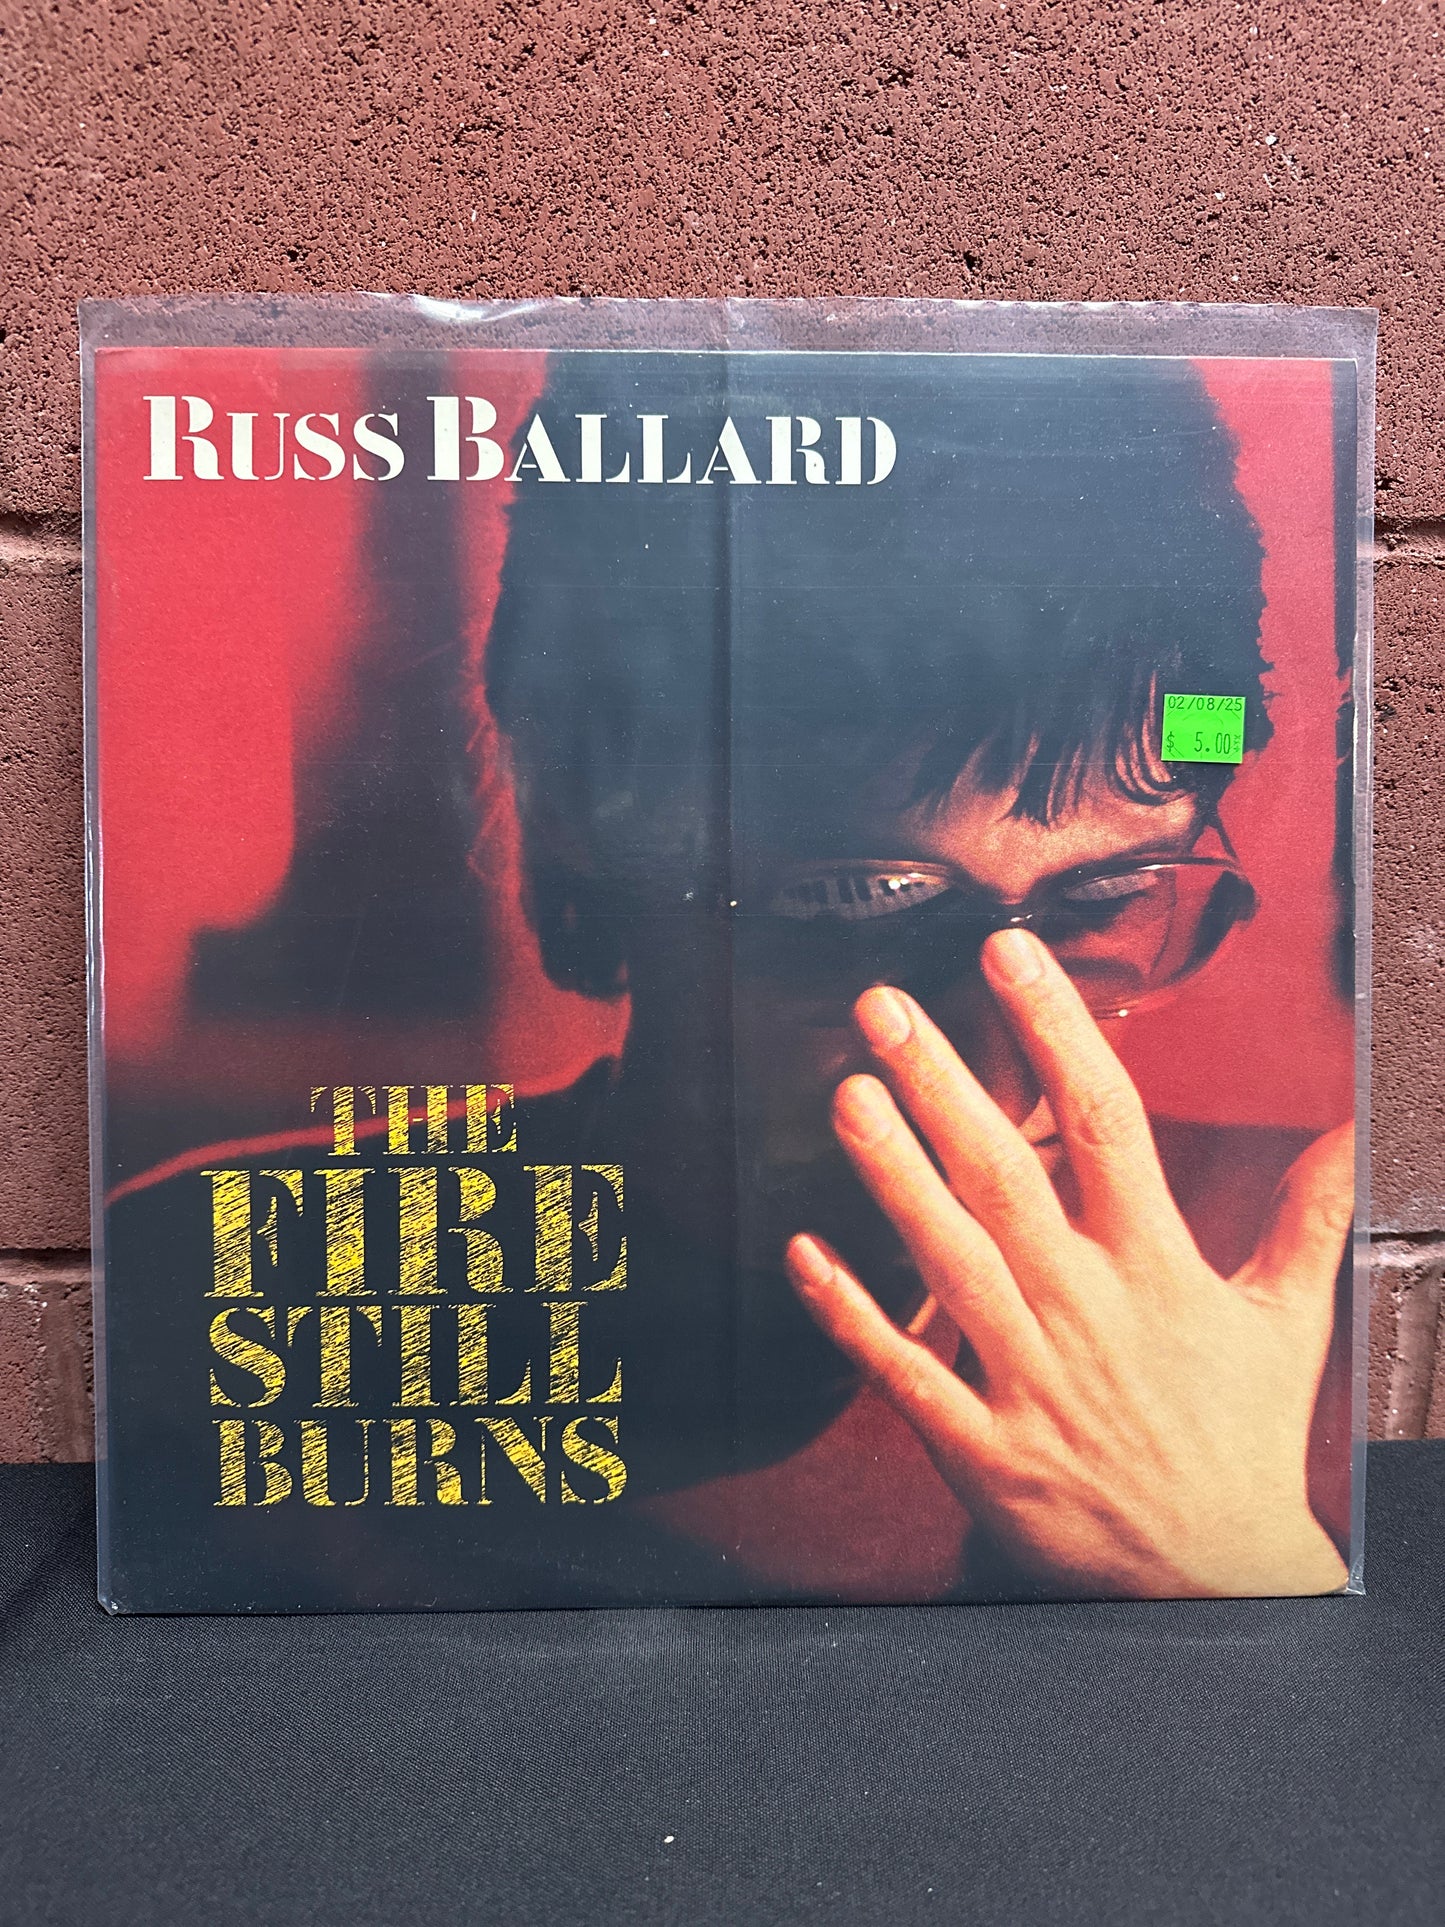 RUSS BALLARD
02/08/25
$ 5.00
THE
FIRE
STILL
BURNS